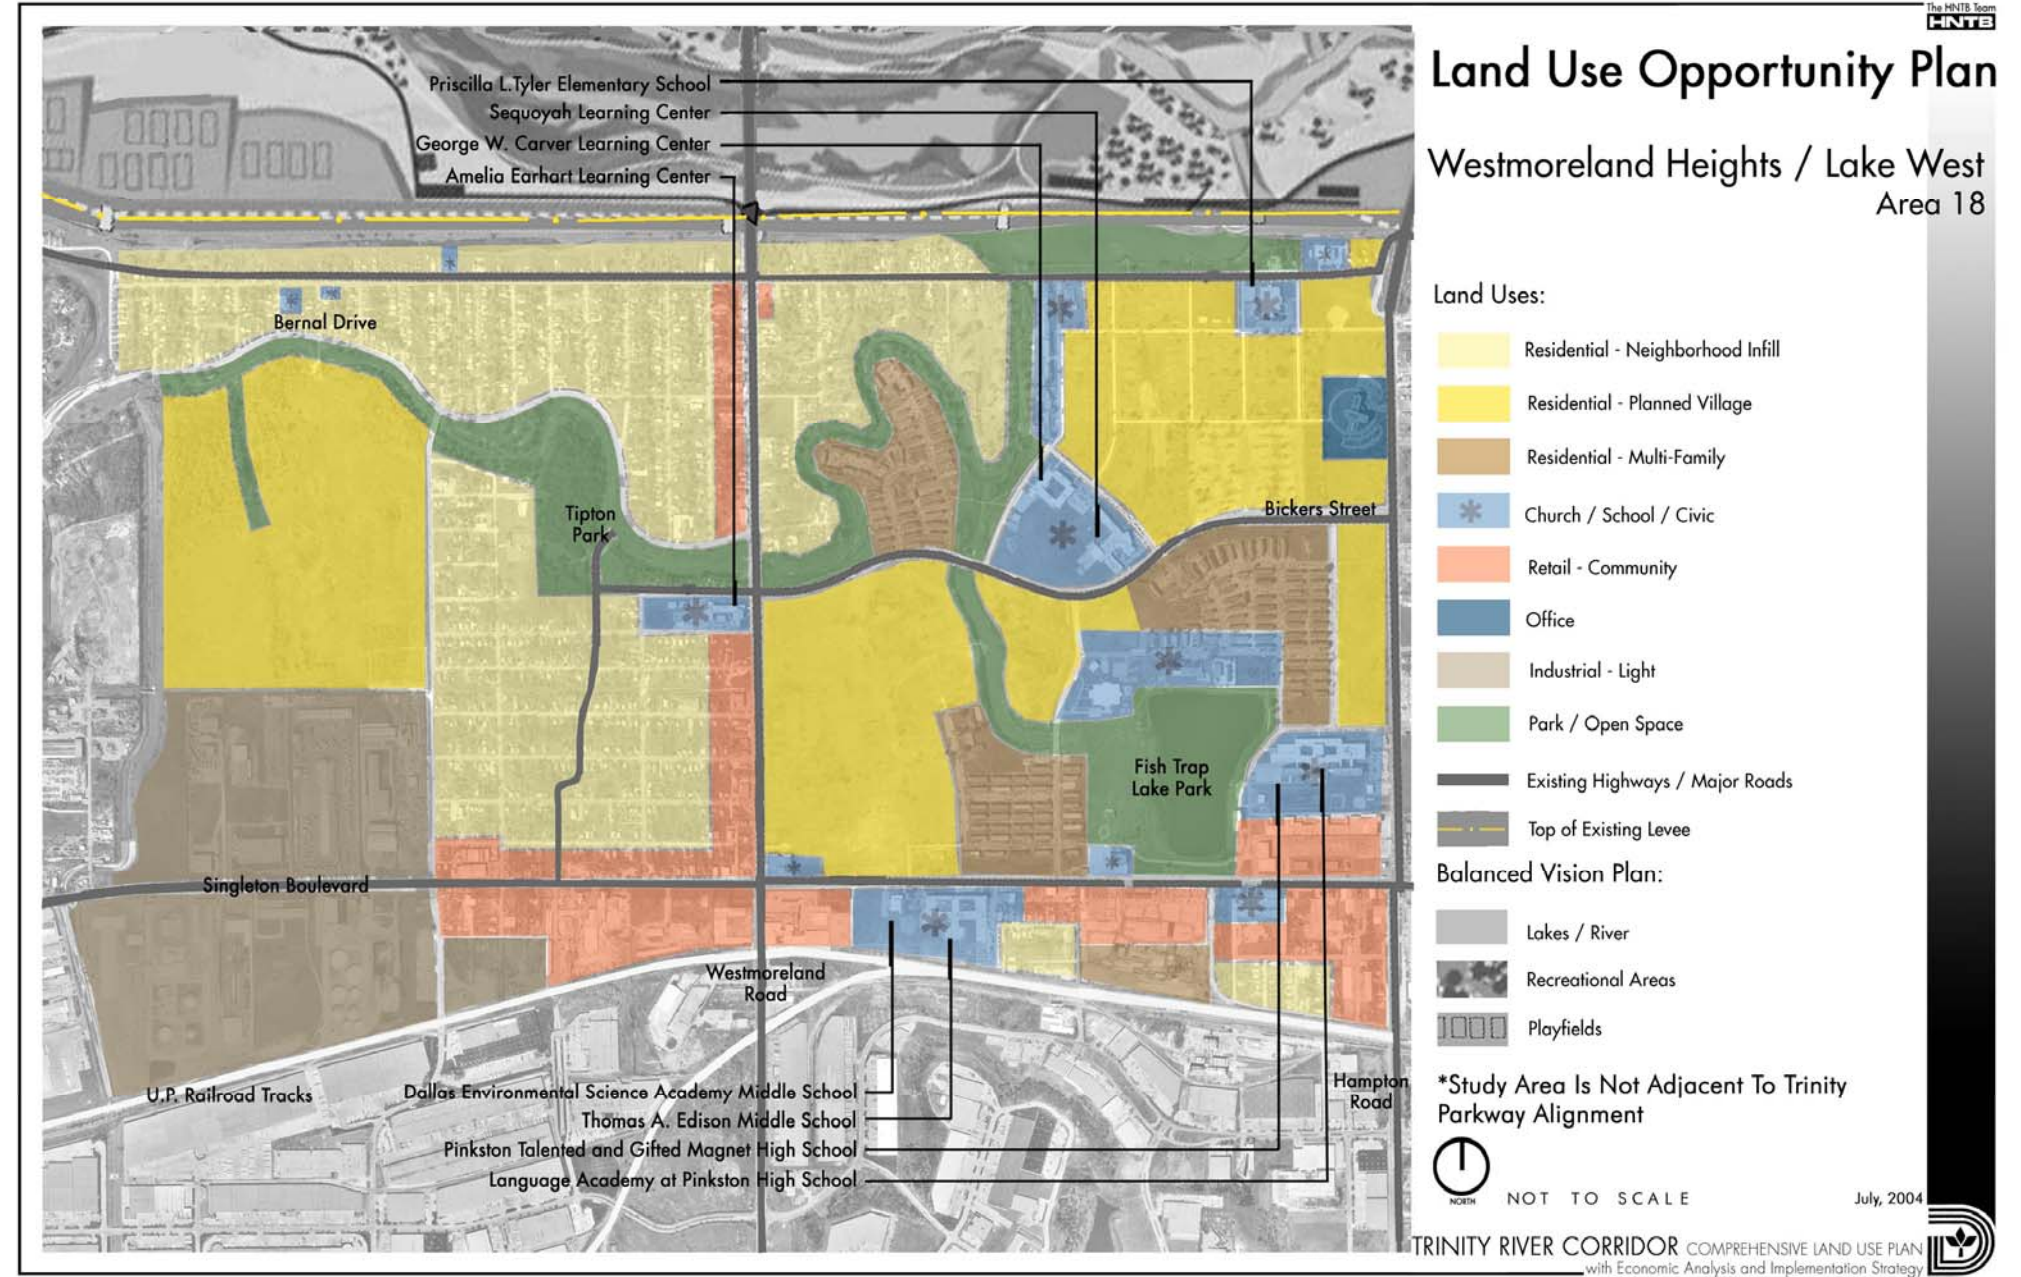 The HNTB Team
HNTB
Land Use Opportunity Plan
Westmoreland Heights / Lake West
Area 18
Priscilla L.Tyler Elementary School
Sequoyah Learning Center
George W. Carver Learning Center
Amelia Earhart Learning Center
Bernal Drive
Tipton
Park
Bickers Street
Fish Trap
Lake Park
Singleton Boulevard
Westmoreland
Road
U.P. Railroad Tracks
Hampton
Road
Dallas Environmental Science Academy Middle School
Thomas A. Edison Middle School
Pinkston Talented and Gifted Magnet High School
Language Academy at Pinkston High School
Land Uses:
Residential - Neighborhood Infill
Residential - Planned Village
Residential - Multi-Family
Church / School / Civic
Retail - Community
Office
Industrial - Light
Park / Open Space
Existing Highways / Major Roads
Top of Existing Levee
Balanced Vision Plan:
Lakes / River
Recreational Areas
Playfields
*Study Area Is Not Adjacent To Trinity
Parkway Alignment
NORTH
NOT TO SCALE
July, 2004
TRINITY RIVER CORRIDOR COMPREHENSIVE LAND USE PLAN
with Economic Analysis and Implementation Strategy